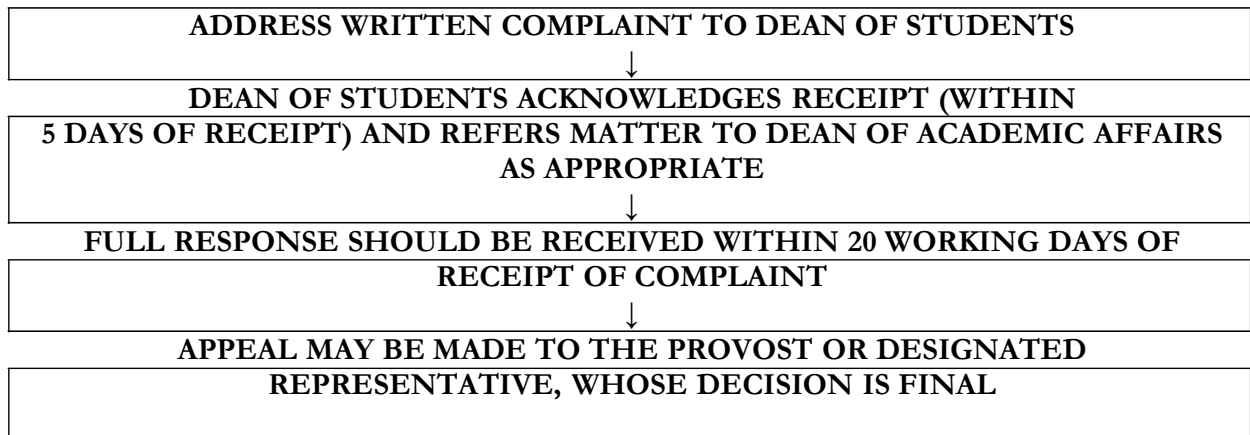 ADDRESS WRITTEN COMPLAINT TO DEAN OF STUDENTS
↓
DEAN OF STUDENTS ACKNOWLEDGES RECEIPT (WITHIN
5 DAYS OF RECEIPT) AND REFERS MATTER TO DEAN OF ACADEMIC AFFAIRS
AS APPROPRIATE
↓
FULL RESPONSE SHOULD BE RECEIVED WITHIN 20 WORKING DAYS OF
RECEIPT OF COMPLAINT
↓
APPEAL MAY BE MADE TO THE PROVOST OR DESIGNATED
REPRESENTATIVE, WHOSE DECISION IS FINAL